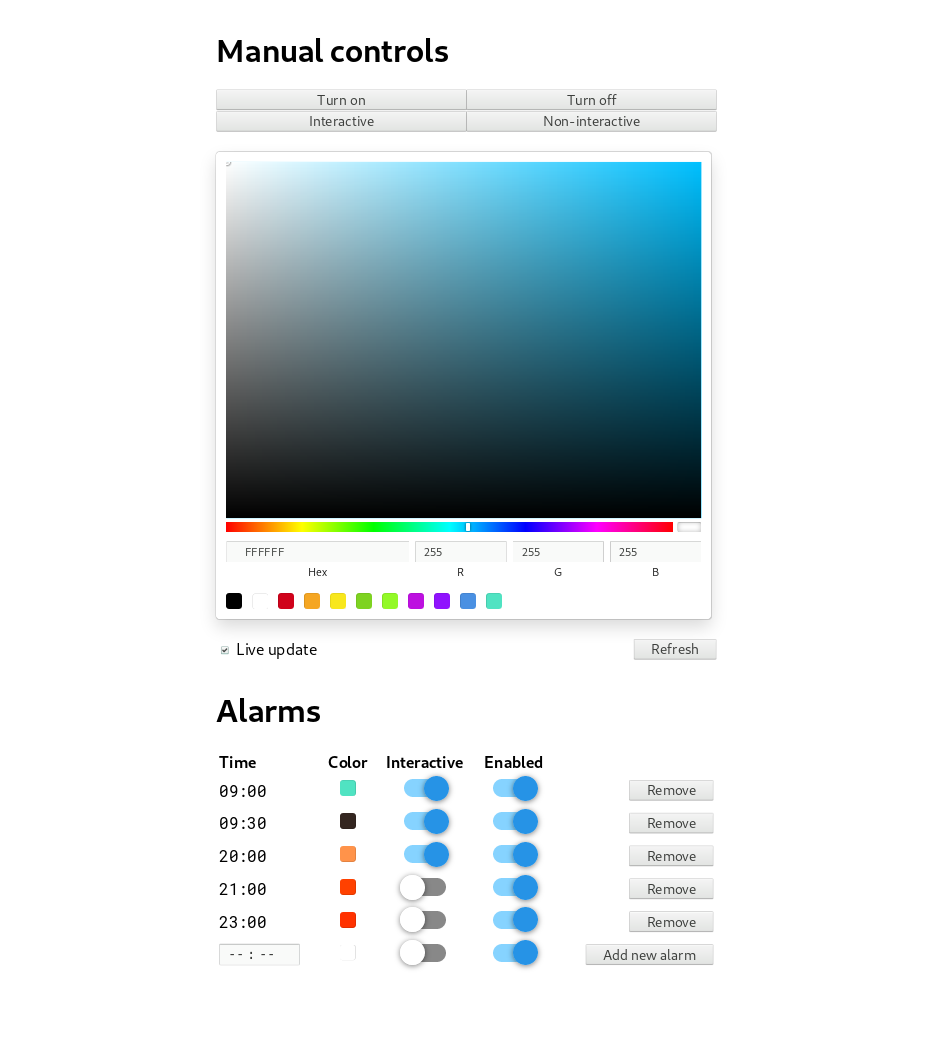 Manual controls
Turn on Turn off
Interactive Non-interactive
FFFFFF 255 255 255
Hex R G B
Live update Refresh
Alarms
Time Color Interactive Enabled
09:00 Remove
09:30 Remove
20:00 Remove
21:00 Remove
23:00 Remove
--:-- Add new alarm